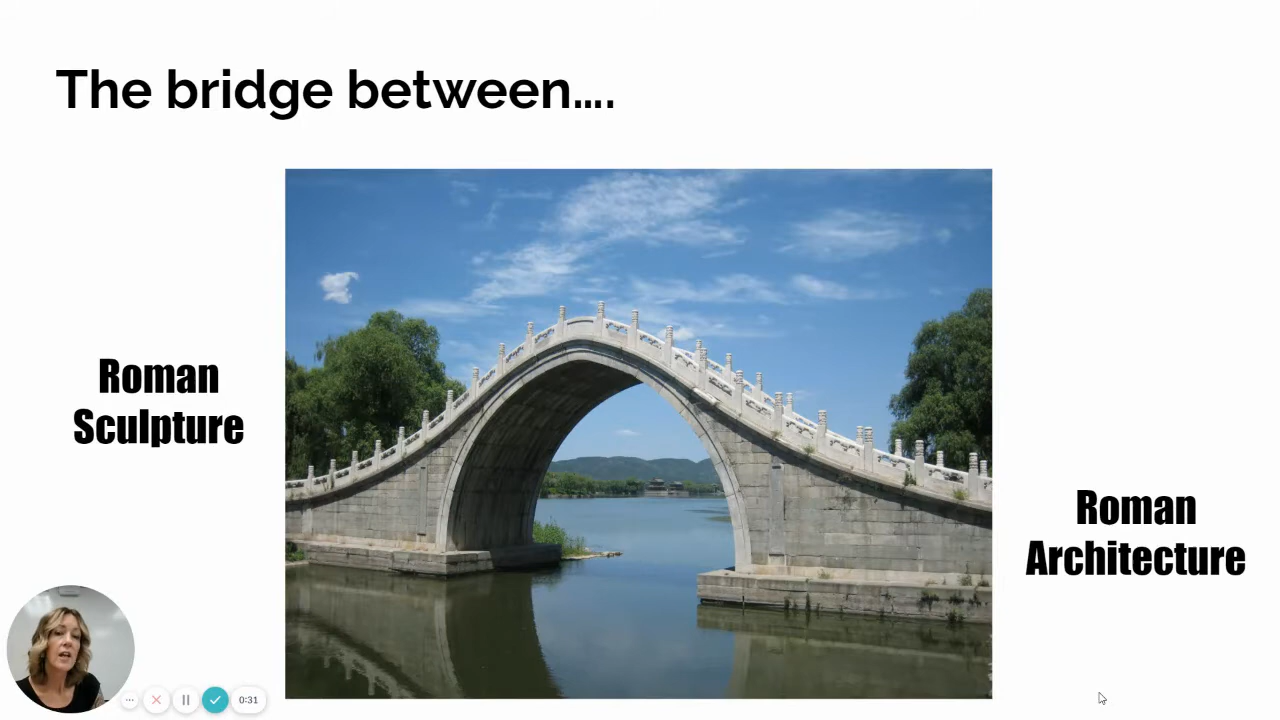 The bridge between....
Roman
Sculpture
Roman
Architecture
0:31